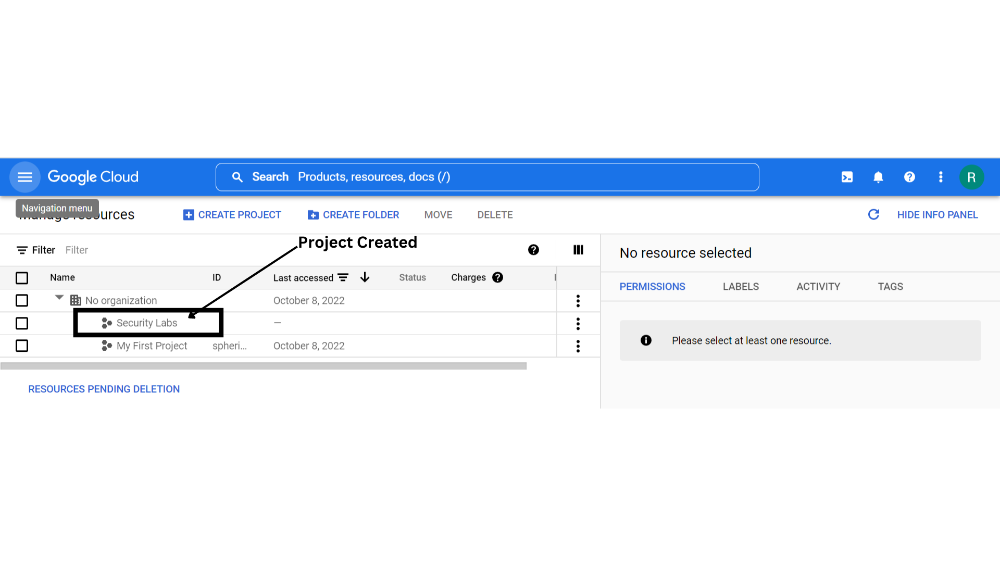 Google Cloud
Search Products, resources, docs (/)
R
Navigation menu
Manage resources
CREATE PROJECT
CREATE FOLDER
MOVE
DELETE
HIDE INFO PANEL
Filter Filter
Project Created
No resource selected
Name ID Last accessed Status Charges
PERMISSIONS LABELS ACTIVITY TAGS
No organization October 8, 2022
Security Labs —
My First Project spheri... October 8, 2022
Please select at least one resource.
RESOURCES PENDING DELETION